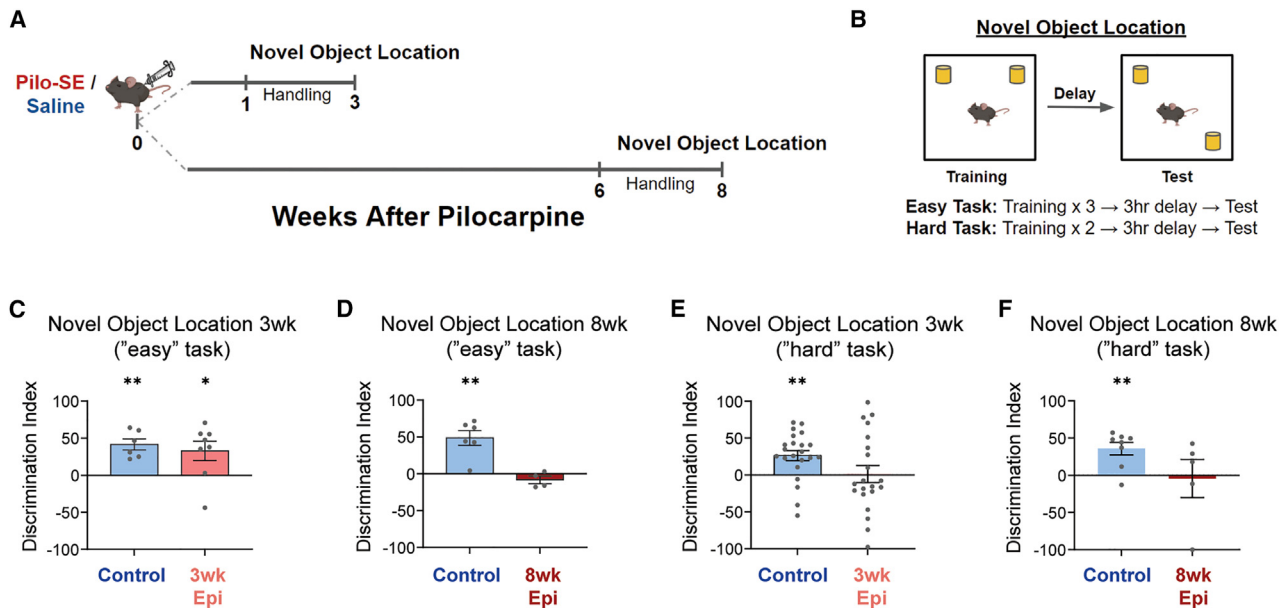 A
Pilo-SE /
Saline
0
Novel Object Location
1
Handling
3
Novel Object Location
6
Handling
8
Weeks After Pilocarpine
B
Novel Object Location
Delay
Training
Test
Easy Task: Training x 3 → 3hr delay → Test
Hard Task: Training x 2 → 3hr delay → Test
C
Novel Object Location 3wk
("easy" task)
Discrimination Index
100
50
0
-50
-100
**
*
Control
3wk
Epi
D
Novel Object Location 8wk
("easy" task)
Discrimination Index
100
50
0
-50
-100
**
Control
8wk
Epi
E
Novel Object Location 3wk
("hard" task)
Discrimination Index
100
50
0
-50
-100
**
Control
3wk
Epi
F
Novel Object Location 8wk
("hard" task)
Discrimination Index
100
50
0
-50
-100
**
Control
8wk
Epi